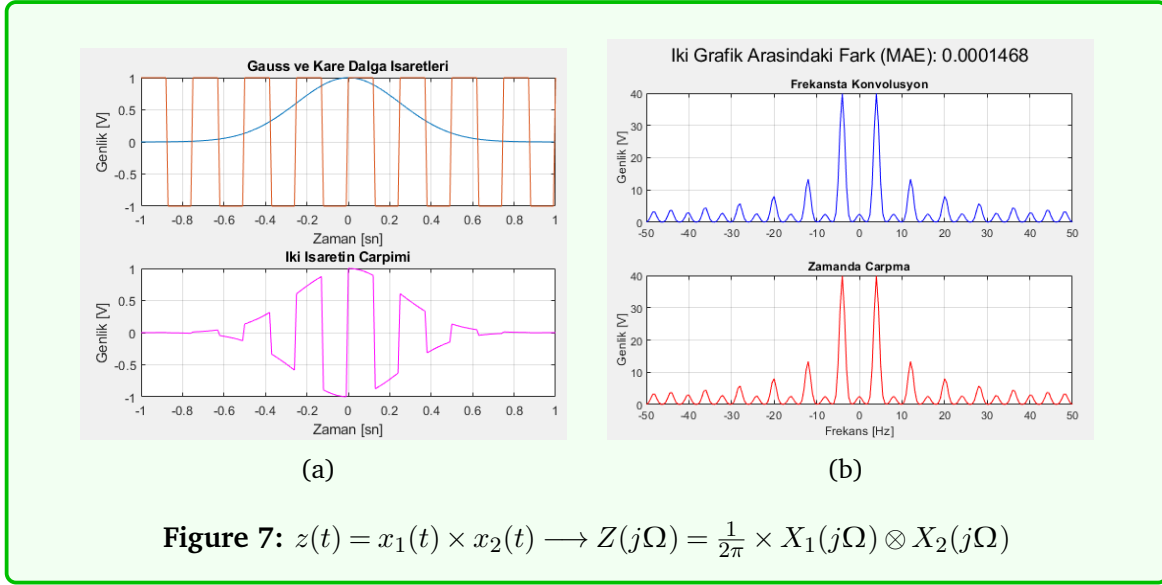 Gauss ve Kare Dalga Isaretleri
1
0.5
0
-0.5
-1
Genlik [V]
-1 -0.8 -0.6 -0.4 -0.2 0 0.2 0.4 0.6 0.8 1
Zaman [sn]
Iki Isaretin Carpimi
1
0.5
0
-0.5
-1
Genlik [V]
-1 -0.8 -0.6 -0.4 -0.2 0 0.2 0.4 0.6 0.8 1
Zaman [sn]
(a)
Iki Grafik Arasindaki Fark (MAE): 0.0001468
Frekansta Konvolusyon
40
30
20
10
0
Genlik [V]
-50 -40 -30 -20 -10 0 10 20 30 40 50
Zamanda Carpma
40
30
20
10
0
Genlik [V]
-50 -40 -30 -20 -10 0 10 20 30 40 50
Frekans [Hz]
(b)
Figure 7: z(t) = x₁(t) × x₂(t) ⟶ Z(jΩ) = 1/2π × X₁(jΩ) ⊗ X₂(jΩ)